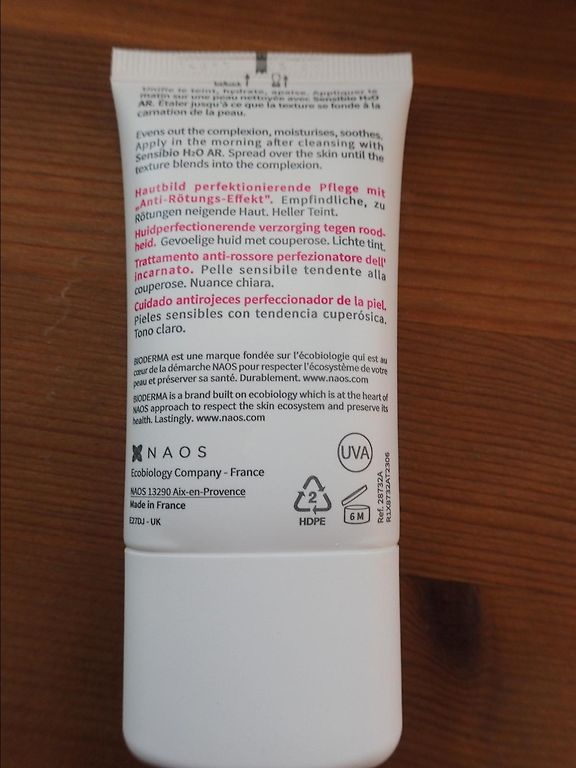 Unifie le teint, hydrate, apaise. Appliquer le
matin sur une peau nettoyée avec Sensibio H2O
AR. Étaler jusqu'à ce que la texture se fonde à la
carnation de la peau.
Evens out the complexion, moisturises, soothes.
Apply in the morning after cleansing with
Sensibio H2O AR. Spread over the skin until the
texture blends into the complexion.
Hautbild perfektionierende Pflege mit
„Anti-Rötungs-Effekt". Empfindliche, zu
Rötungen neigende Haut. Heller Teint.
Huidperfectionerende verzorging tegen rood-
heid. Gevoelige huid met couperose. Lichte tint.
Trattamento anti-rossore perfezionatore dell'
incarnato. Pelle sensibile tendente alla
couperose. Nuance chiara.
Cuidado antirojeces perfeccionador de la piel.
Pieles sensibles con tendencia cuperósica.
Tono claro.
BIODERMA est une marque fondée sur l'écobiologie qui est au
cœur de la démarche NAOS pour respecter l'écosystème de votre
peau et préserver sa santé. Durablement. www.naos.com
BIODERMA is a brand built on ecobiology which is at the heart of
NAOS approach to respect the skin ecosystem and preserve its
health. Lastingly. www.naos.com
NAOS
Ecobiology Company - France
NAOS 13290 Aix-en-Provence
Made in France
E27DJ - UK
UVA
2
HDPE
6 M
Ref. 28732A
R1X8732AT2306